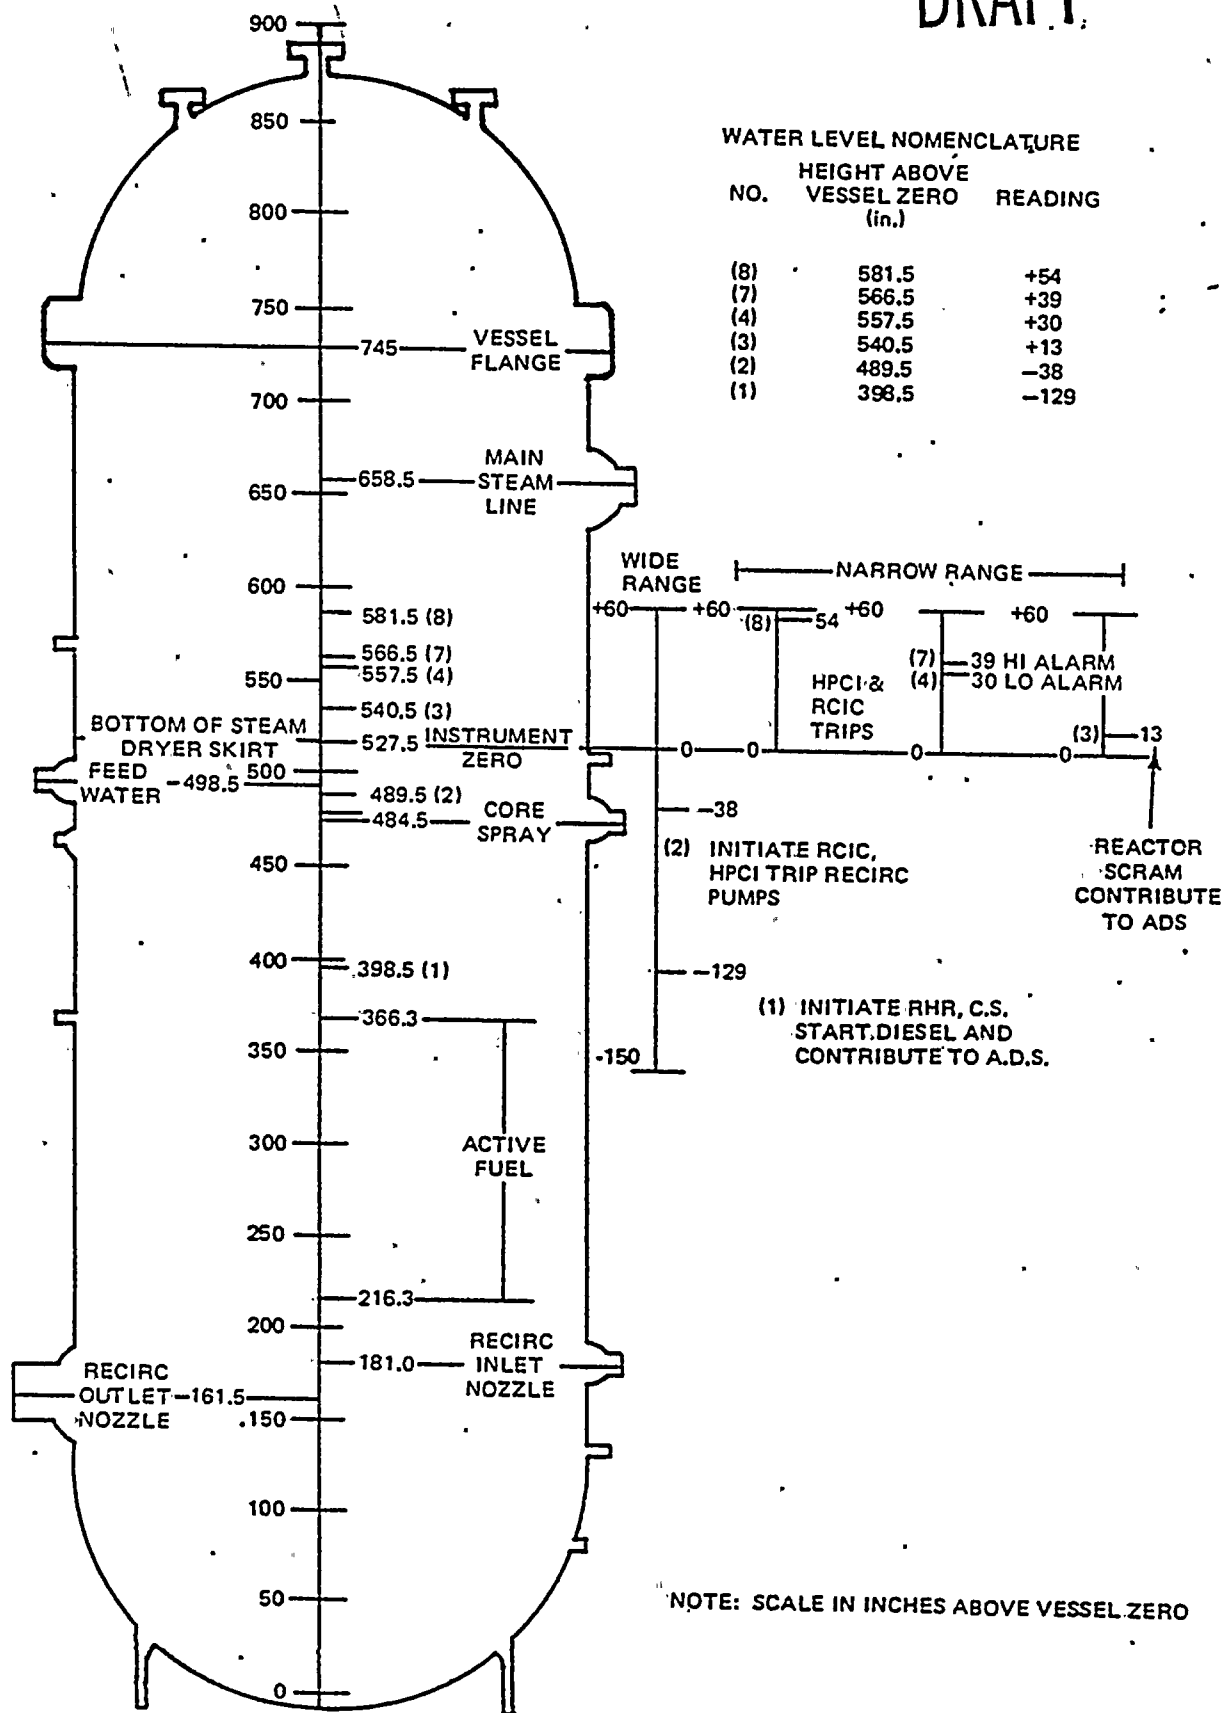 DRAFT
WATER LEVEL NOMENCLATURE
HEIGHT ABOVE
NO. VESSEL ZERO READING
(in.)
(8) 581.5 +54
(7) 566.5 +39
(4) 557.5 +30
(3) 540.5 +13
(2) 489.5 -38
(1) 398.5 -129
900
850
800
750
745 VESSEL
FLANGE
700
MAIN
658.5 STEAM
LINE
650
600
581.5 (8)
566.5 (7)
557.5 (4)
550
540.5 (3)
BOTTOM OF STEAM
DRYER SKIRT
527.5 INSTRUMENT
ZERO
500
FEED
WATER
498.5
489.5 (2)
484.5 CORE
SPRAY
450
400
398.5 (1)
366.3
350
300
ACTIVE
FUEL
250
216.3
200
181.0 RECIRC
INLET
NOZZLE
RECIRC
OUTLET 161.5
NOZZLE
150
100
50
0
WIDE
RANGE
NARROW RANGE
+60 +60 +60 +60
(8) 54
HPCI &
RCIC
TRIPS
(7) 39 HI ALARM
(4) 30 LO ALARM
(3) 13
0 0 0 0
-38
(2) INITIATE RCIC,
HPCI TRIP RECIRC
PUMPS
-129
(1) INITIATE RHR, C.S.
START DIESEL AND
CONTRIBUTE TO A.D.S.
-150
REACTOR
SCRAM
CONTRIBUTE
TO ADS
NOTE: SCALE IN INCHES ABOVE VESSEL ZERO